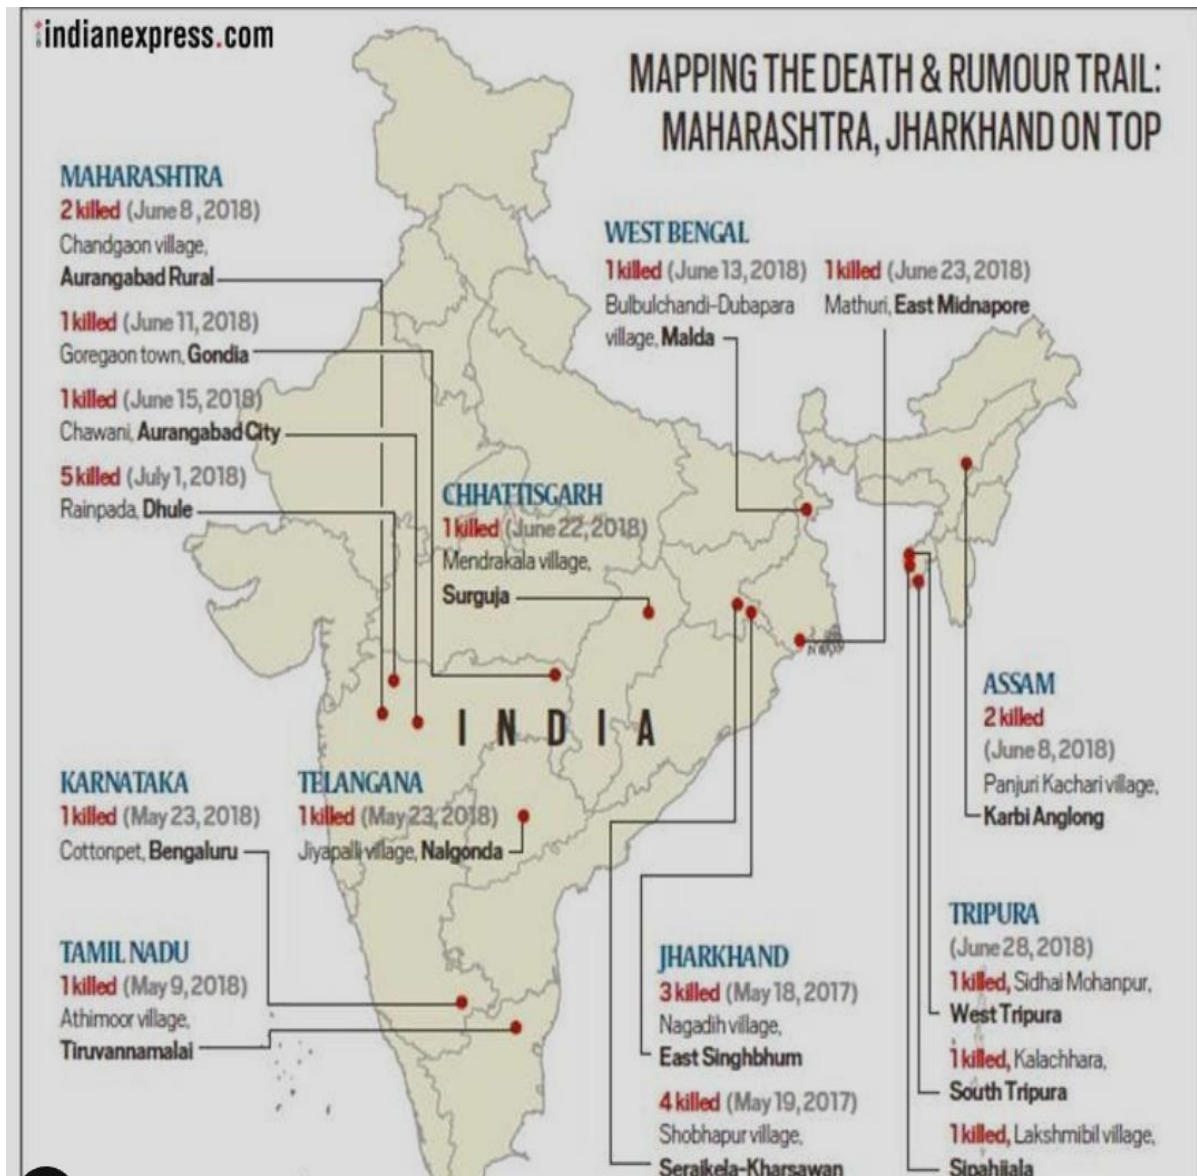 indianexpress.com
MAPPING THE DEATH & RUMOUR TRAIL:
MAHARASHTRA, JHARKHAND ON TOP
MAHARASHTRA
2 killed (June 8, 2018)
Chandgaon village,
Aurangabad Rural
1 killed (June 11, 2018)
Goregaon town, Gondia
1 killed (June 15, 2018)
Chawani, Aurangabad City
5 killed (July 1, 2018)
Rainpada, Dhule
WEST BENGAL
1 killed (June 13, 2018)
Bulbulchandi-Dubapara
village, Malda
1 killed (June 23, 2018)
Mathuri, East Midnapore
CHHATTISGARH
1 killed (June 22, 2018)
Mendrakala village,
Surguja
INDIA
ASSAM
2 killed
(June 8, 2018)
Panjuri Kachari village,
Karbi Anglong
KARNATAKA
1 killed (May 23, 2018)
Cottonpet, Bengaluru
TELANGANA
1 killed (May 23, 2018)
Jiyapalli village, Nalgonda
TAMIL NADU
1 killed (May 9, 2018)
Athimoor village,
Tiruvannamalai
JHARKHAND
3 killed (May 18, 2017)
Nagadih village,
East Singhbhum
4 killed (May 19, 2017)
Shobhapur village,
Seraikela-Kharsawan
TRIPURA
(June 28, 2018)
1 killed, Sidhai Mohanpur,
West Tripura
1 killed, Kalachhara,
South Tripura
1 killed, Lakshmibil village,
Sipahijala